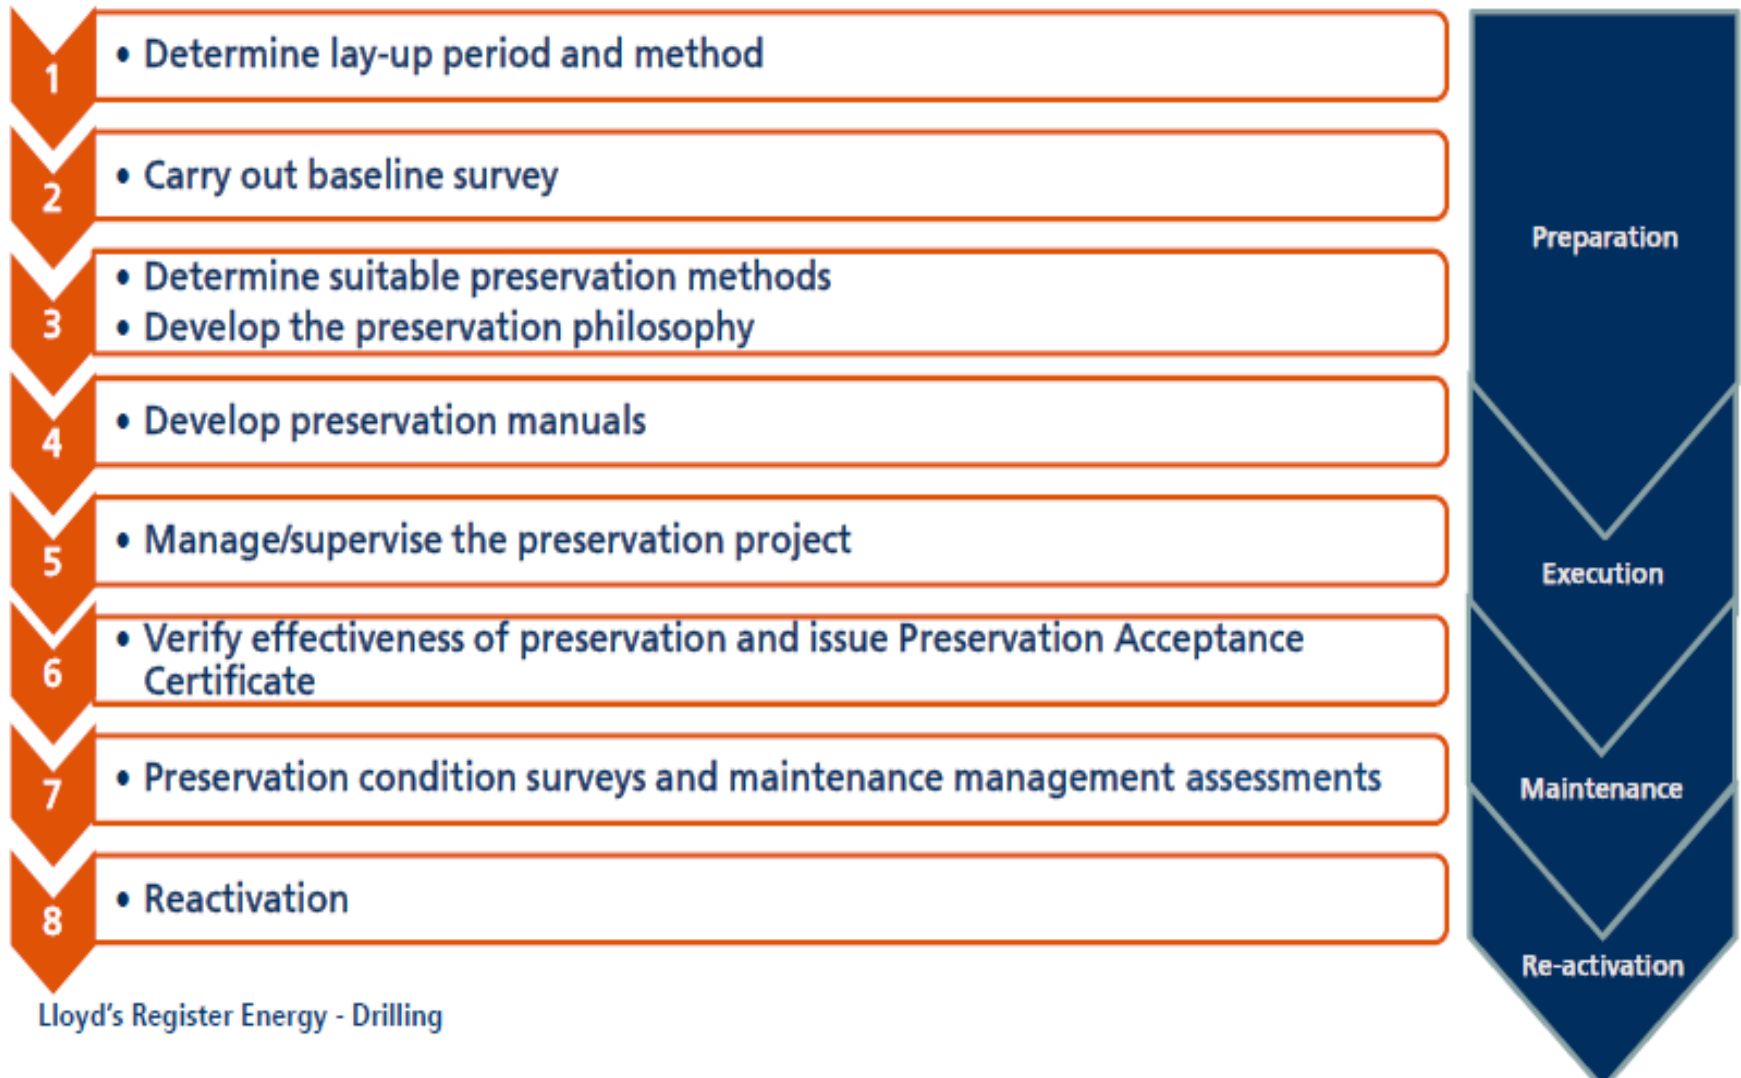 1
• Determine lay-up period and method
2
• Carry out baseline survey
3
• Determine suitable preservation methods
• Develop the preservation philosophy
4
• Develop preservation manuals
5
• Manage/supervise the preservation project
6
• Verify effectiveness of preservation and issue Preservation Acceptance
Certificate
7
• Preservation condition surveys and maintenance management assessments
8
• Reactivation
Preparation
Execution
Maintenance
Re-activation
Lloyd's Register Energy - Drilling